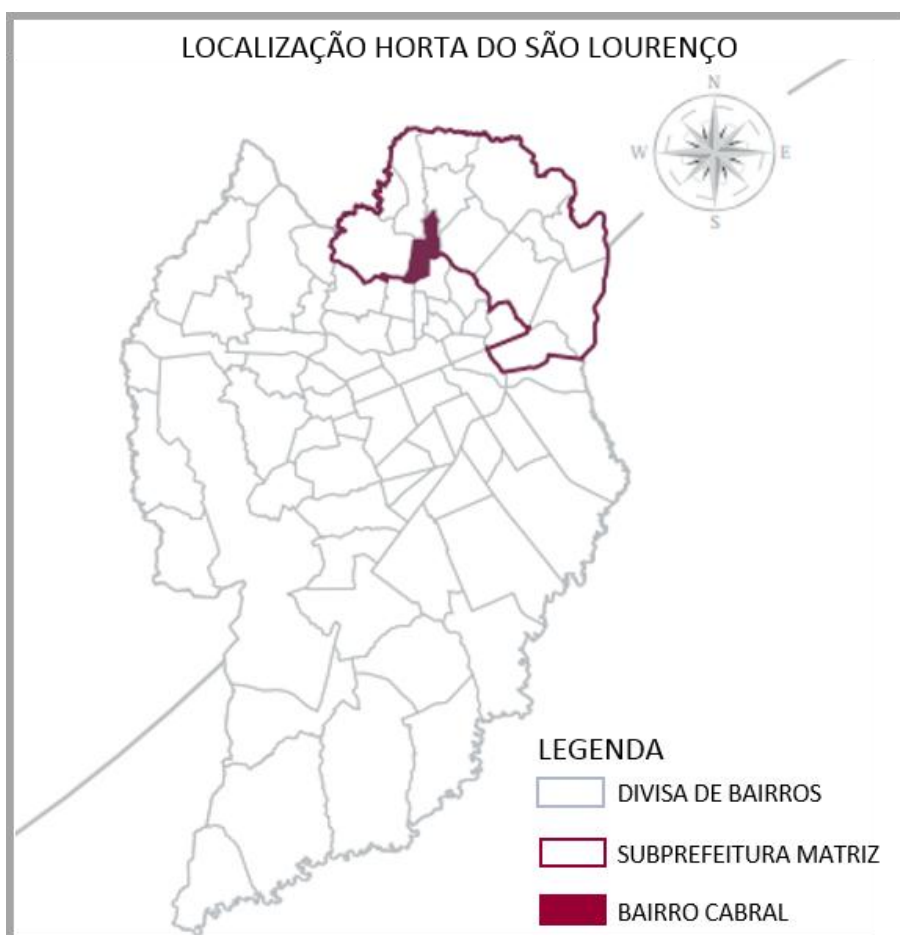 LOCALIZAÇÃO HORTA DO SÃO LOURENÇO
N
W E
S
LEGENDA
DIVISA DE BAIRROS
SUBPREFEITURA MATRIZ
BAIRRO CABRAL